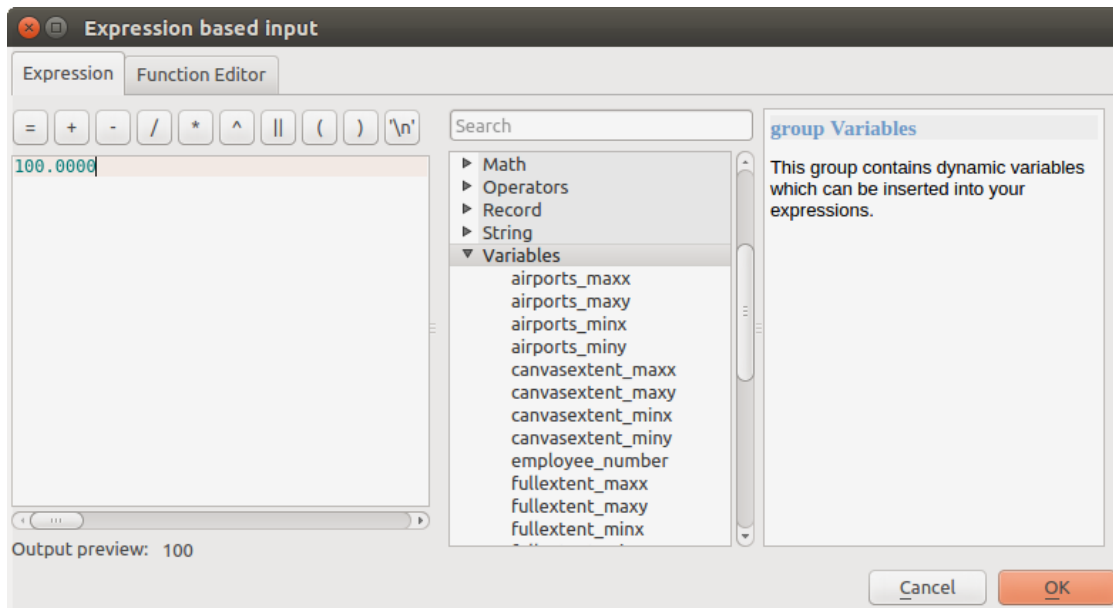 Expression based input
Expression
Function Editor
= + - / * ^ || ( ) '\n'
100.0000
Output preview: 100
Search
Math
Operators
Record
String
Variables
airports_maxx
airports_maxy
airports_minx
airports_miny
canvasextent_maxx
canvasextent_maxy
canvasextent_minx
canvasextent_miny
employee_number
fullextent_maxx
fullextent_maxy
fullextent_minx
group Variables
This group contains dynamic variables
which can be inserted into your
expressions.
Cancel
OK